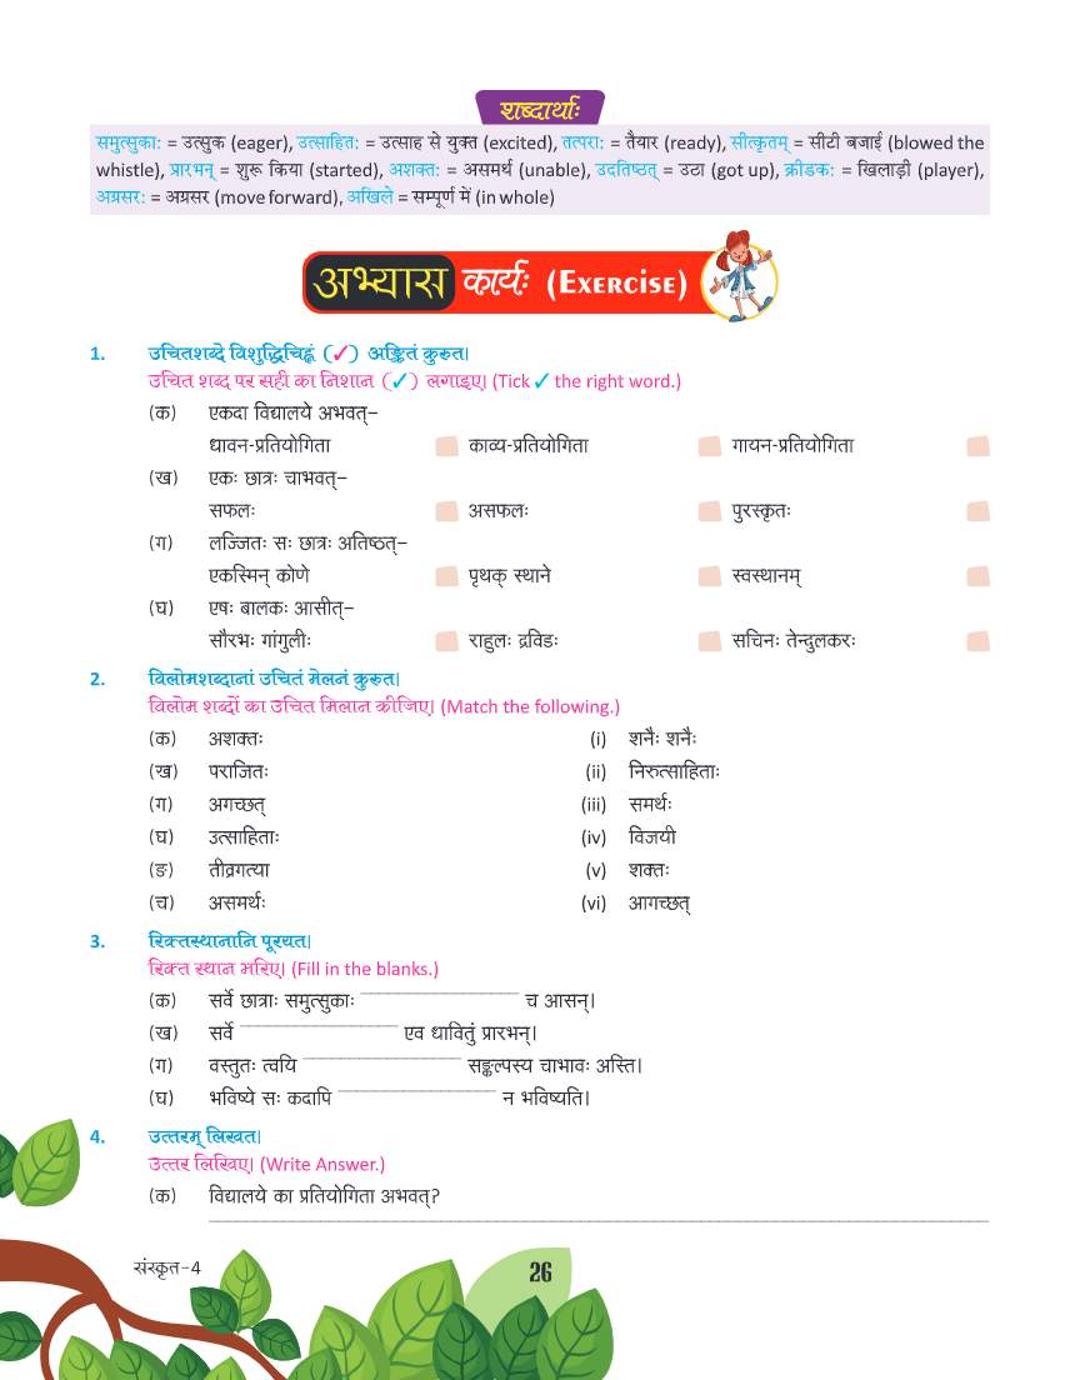 शब्दार्थाः
समुत्सुकाः = उत्सुक (eager), उत्साहितः = उत्साह से युक्त (excited), तत्पराः = तैयार (ready), सीत्कृतम् = सीटी बजाई (blowed the
whistle), प्रारभन् = शुरू किया (started), अशक्तः = असमर्थ (unable), उदतिष्ठत् = उठा (got up), क्रीडकः = खिलाड़ी (player),
अग्रसरः = अग्रसर (move forward), अखिले = सम्पूर्ण में (in whole)
अभ्यास कार्यः (EXERCISE)
1. उचितशब्दे विशुद्धिचिह्नं (✓) अङ्कितं कुरुत।
उचित शब्द पर सही का निशान (✓) लगाइए। (Tick ✓ the right word.)
(क) एकदा विद्यालये अभवत्–
धावन-प्रतियोगिता काव्य-प्रतियोगिता गायन-प्रतियोगिता
(ख) एकः छात्रः चाभवत्–
सफलः असफलः पुरस्कृतः
(ग) लज्जितः सः छात्रः अतिष्ठत्–
एकस्मिन् कोणे पृथक् स्थाने स्वस्थानम्
(घ) एषः बालकः आसीत्–
सौरभः गांगुलीः राहुलः द्रविडः सचिनः तेन्दुलकरः
2. विलोमशब्दानां उचितं मेलनं कुरुत।
विलोम शब्दों का उचित मिलान कीजिए। (Match the following.)
(क) अशक्तः (i) शनैः शनैः
(ख) पराजितः (ii) निरुत्साहिताः
(ग) अगच्छत् (iii) समर्थः
(घ) उत्साहिताः (iv) विजयी
(ङ) तीव्रगत्या (v) शक्तः
(च) असमर्थः (vi) आगच्छत्
3. रिक्तस्थानानि पूरयत।
रिक्त स्थान भरिए। (Fill in the blanks.)
(क) सर्वे छात्राः समुत्सुकाः च आसन्।
(ख) सर्वे एव धावितुं प्रारभन्।
(ग) वस्तुतः त्वयि सङ्कल्पस्य चाभावः अस्ति।
(घ) भविष्ये सः कदापि न भविष्यति।
4. उत्तरम् लिखत।
उत्तर लिखिए। (Write Answer.)
(क) विद्यालये का प्रतियोगिता अभवत्?
संस्कृत-4
26